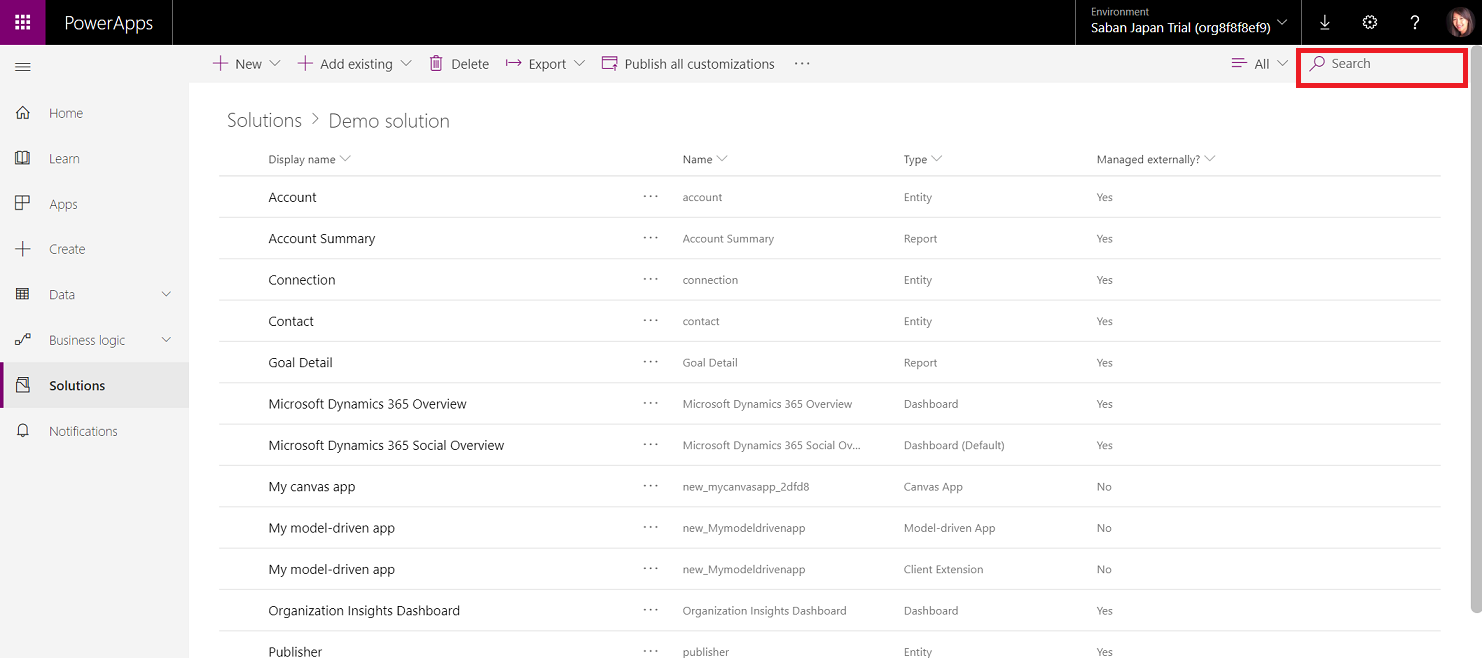 PowerApps
Environment
Saban Japan Trial (org8f8f8ef9)
?
New
Add existing
Delete
Export
Publish all customizations
···
All
Search
Home
Learn
Apps
Create
Data
Business logic
Solutions
Notifications
Solutions > Demo solution
Display name Name Type Managed externally?
Account ··· account Entity Yes
Account Summary ··· Account Summary Report Yes
Connection ··· connection Entity Yes
Contact ··· contact Entity Yes
Goal Detail ··· Goal Detail Report Yes
Microsoft Dynamics 365 Overview ··· Microsoft Dynamics 365 Overview Dashboard Yes
Microsoft Dynamics 365 Social Overview ··· Microsoft Dynamics 365 Social Ov... Dashboard (Default) Yes
My canvas app ··· new_mycanvasapp_2dfd8 Canvas App No
My model-driven app ··· new_Mymodeldrivenapp Model-driven App No
My model-driven app ··· new_Mymodeldrivenapp Client Extension No
Organization Insights Dashboard ··· Organization Insights Dashboard Dashboard Yes
Publisher ··· publisher Entity Yes